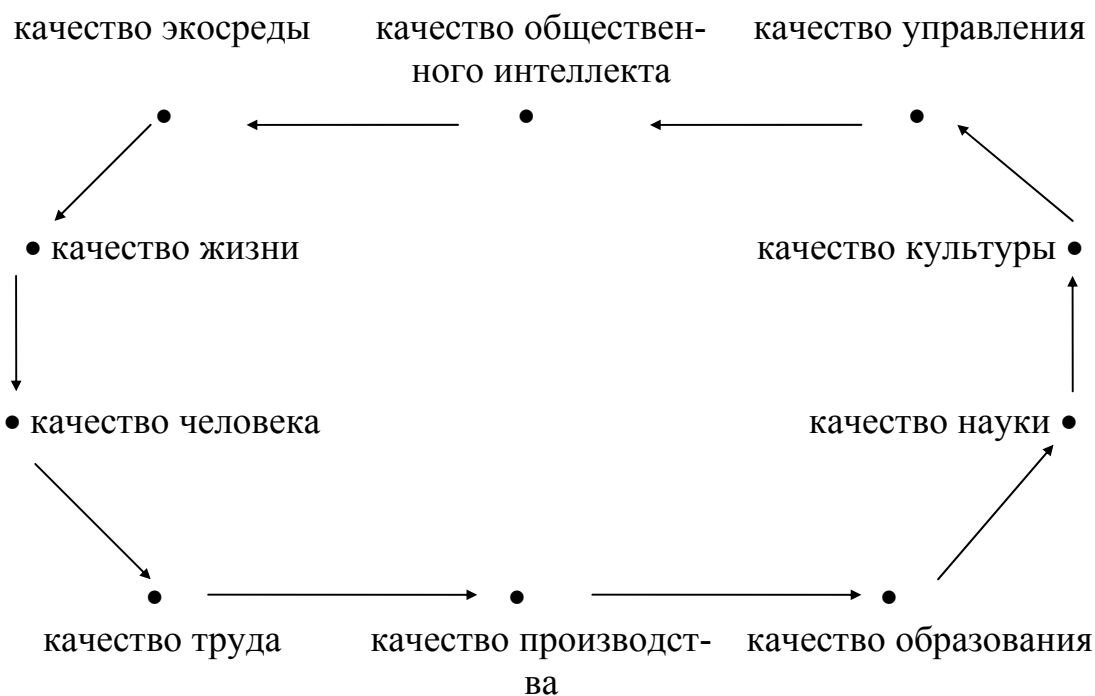 качество экосреды
качество обществен-
ного интеллекта
качество управления
качество жизни
качество культуры
качество человека
качество науки
качество труда
качество производст-
ва
качество образования